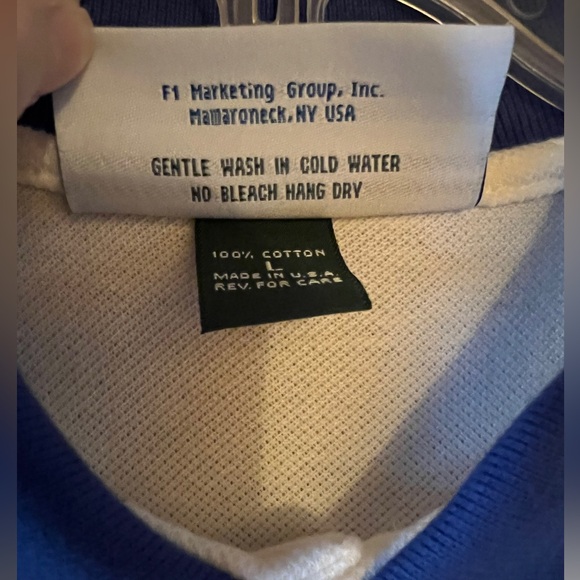 F1 Marketing Group, Inc.
Mamaroneck, NY USA
GENTLE WASH IN COLD WATER
NO BLEACH HANG DRY
100% COTTON
L
MADE IN U.S.A.
REV. FOR CARE